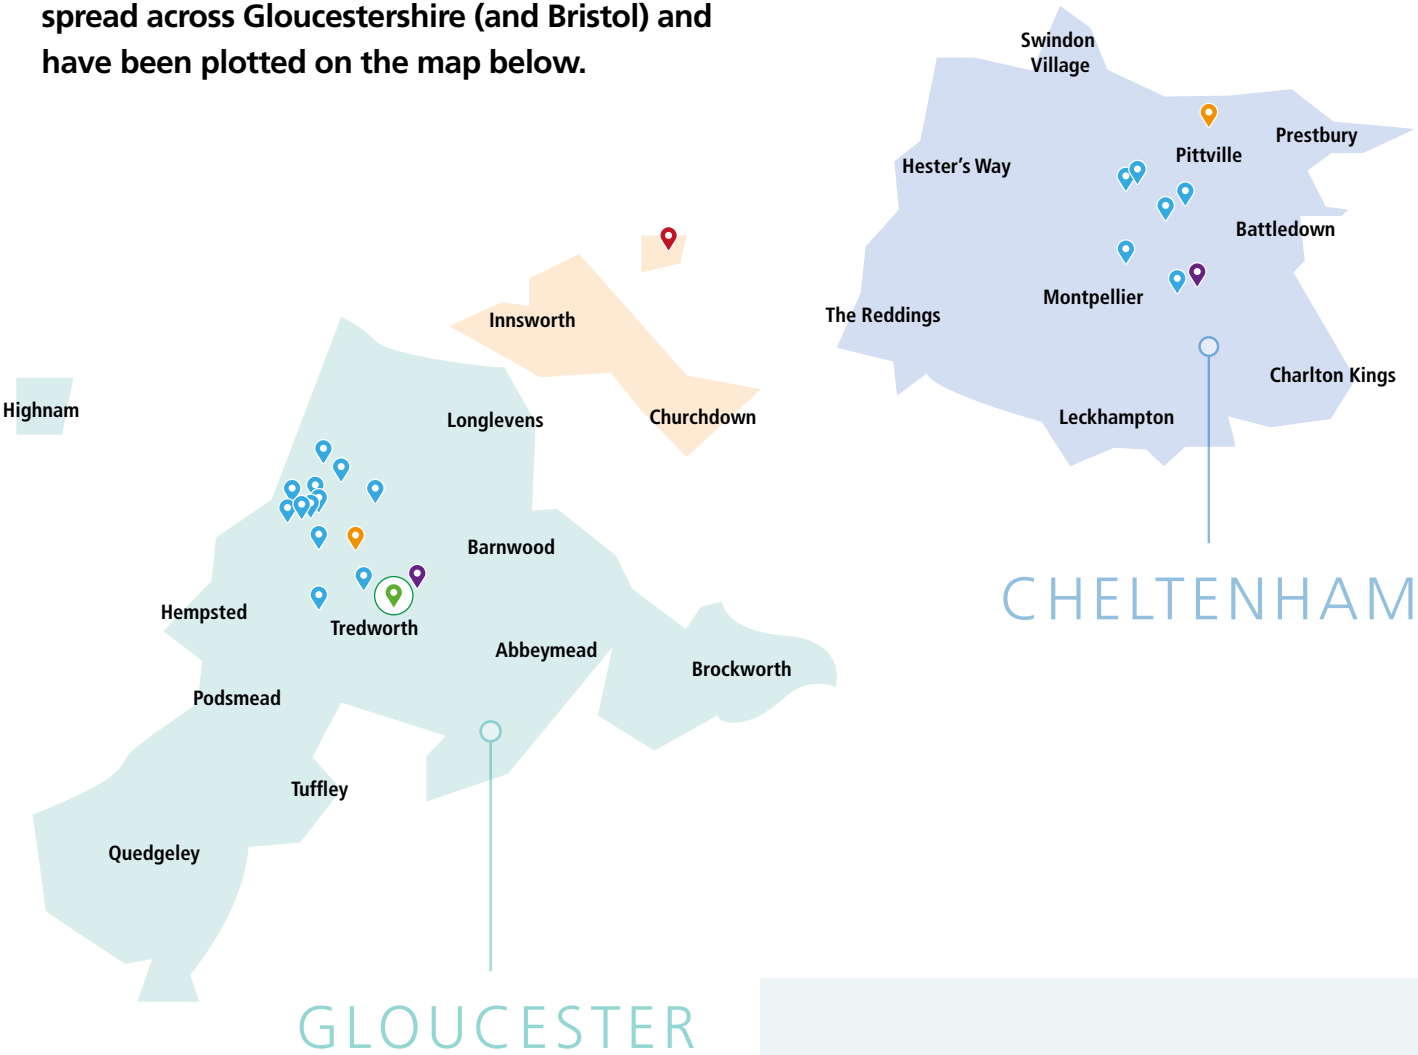 spread across Gloucestershire (and Bristol) and
have been plotted on the map below.
Swindon
Village
Prestbury
Pittville
Hester’s Way
Battledown
Montpellier
The Reddings
Innsworth
Charlton Kings
Highnam
Longlevens
Churchdown
Leckhampton
Barnwood
CHELTENHAM
Hempsted
Tredworth
Abbeymead
Brockworth
Podsmead
Tuffley
Quedgeley
GLOUCESTER